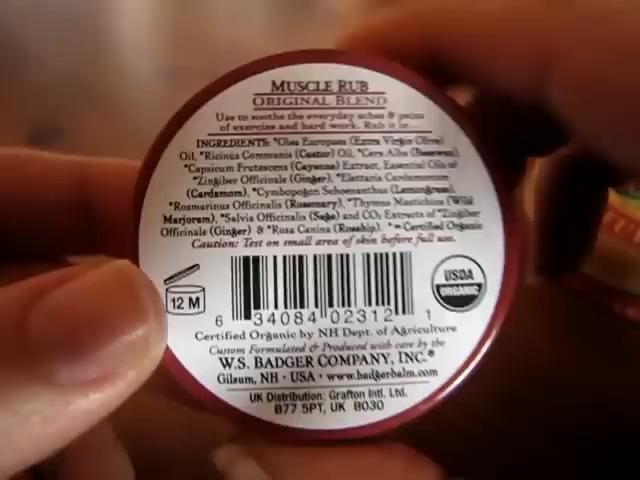 MUSCLE RUB
ORIGINAL BLEND
Use to soothe the everyday aches & pains
of exercise and hard work. Rub it in...
INGREDIENTS: *Olea Europaea (Extra Virgin Olive)
Oil, *Ricinus Communis (Castor) Oil, *Cera Alba (Beeswax),
*Capsicum Frutescens (Cayenne) Extract, Essential Oils of
*Zingiber Officinale (Ginger), *Elettaria Cardamomum
(Cardamom), *Cymbopogon Schoenanthus (Lemongrass),
*Rosmarinus Officinalis (Rosemary), *Thymus Mastichina (Wild
Marjoram), *Salvia Officinalis (Sage) and CO2 Extracts of *Zingiber
Officinale (Ginger) & *Rosa Canina (Rosehip). *=Certified Organic
Caution: Test on small area of skin before full use.
12 M
USDA
ORGANIC
6 34084 02312 1
Certified Organic by NH Dept. of Agriculture
Custom Formulated & Produced with care by the
W.S. BADGER COMPANY, INC.®
Gilsum, NH · USA · www.badgerbalm.com
UK Distribution: Grafton Intl. Ltd.
B77 5PT, UK 8030